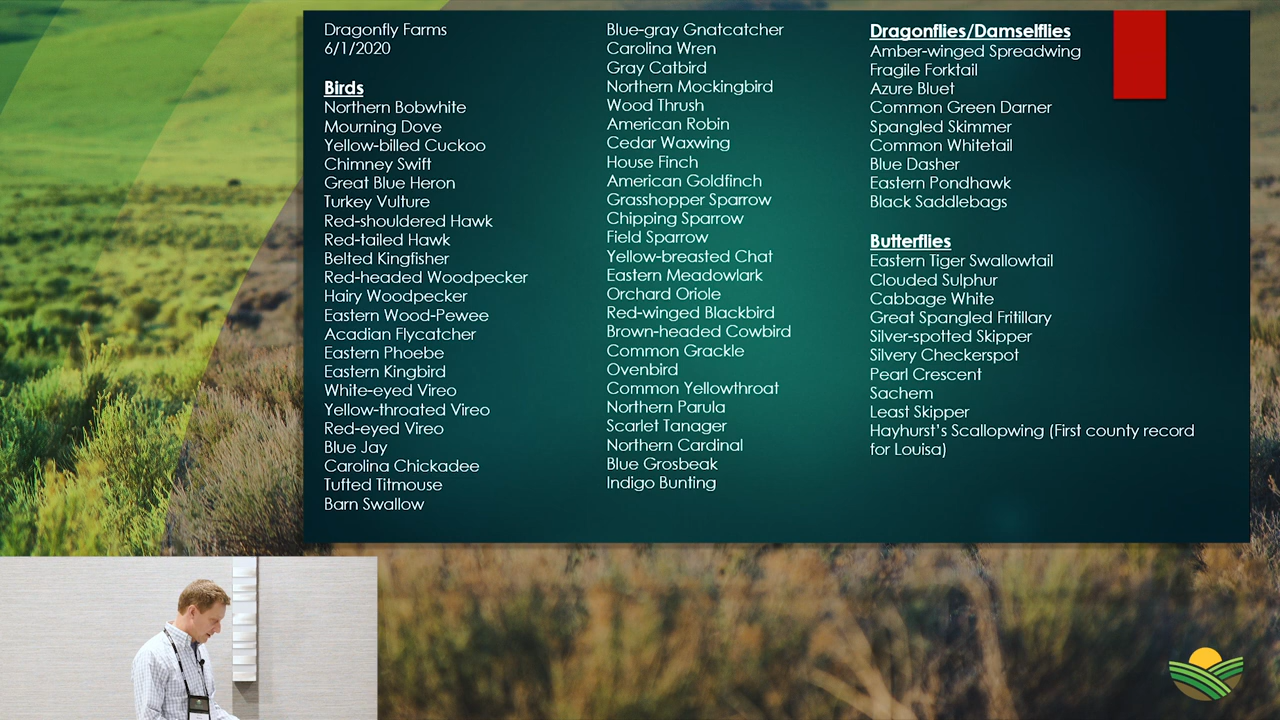 Dragonfly Farms
6/1/2020
Birds
Northern Bobwhite
Mourning Dove
Yellow-billed Cuckoo
Chimney Swift
Great Blue Heron
Turkey Vulture
Red-shouldered Hawk
Red-tailed Hawk
Belted Kingfisher
Red-headed Woodpecker
Hairy Woodpecker
Eastern Wood-Pewee
Acadian Flycatcher
Eastern Phoebe
Eastern Kingbird
White-eyed Vireo
Yellow-throated Vireo
Red-eyed Vireo
Blue Jay
Carolina Chickadee
Tufted Titmouse
Barn Swallow
Blue-gray Gnatcatcher
Carolina Wren
Gray Catbird
Northern Mockingbird
Wood Thrush
American Robin
Cedar Waxwing
House Finch
American Goldfinch
Grasshopper Sparrow
Chipping Sparrow
Field Sparrow
Yellow-breasted Chat
Eastern Meadowlark
Orchard Oriole
Red-winged Blackbird
Brown-headed Cowbird
Common Grackle
Ovenbird
Common Yellowthroat
Northern Parula
Scarlet Tanager
Northern Cardinal
Blue Grosbeak
Indigo Bunting
Dragonflies/Damselflies
Amber-winged Spreadwing
Fragile Forktail
Azure Bluet
Common Green Darner
Spangled Skimmer
Common Whitetail
Blue Dasher
Eastern Pondhawk
Black Saddlebags
Butterflies
Eastern Tiger Swallowtail
Clouded Sulphur
Cabbage White
Great Spangled Fritillary
Silver-spotted Skipper
Silvery Checkerspot
Pearl Crescent
Sachem
Least Skipper
Hayhurst's Scallopwing (First county record
for Louisa)